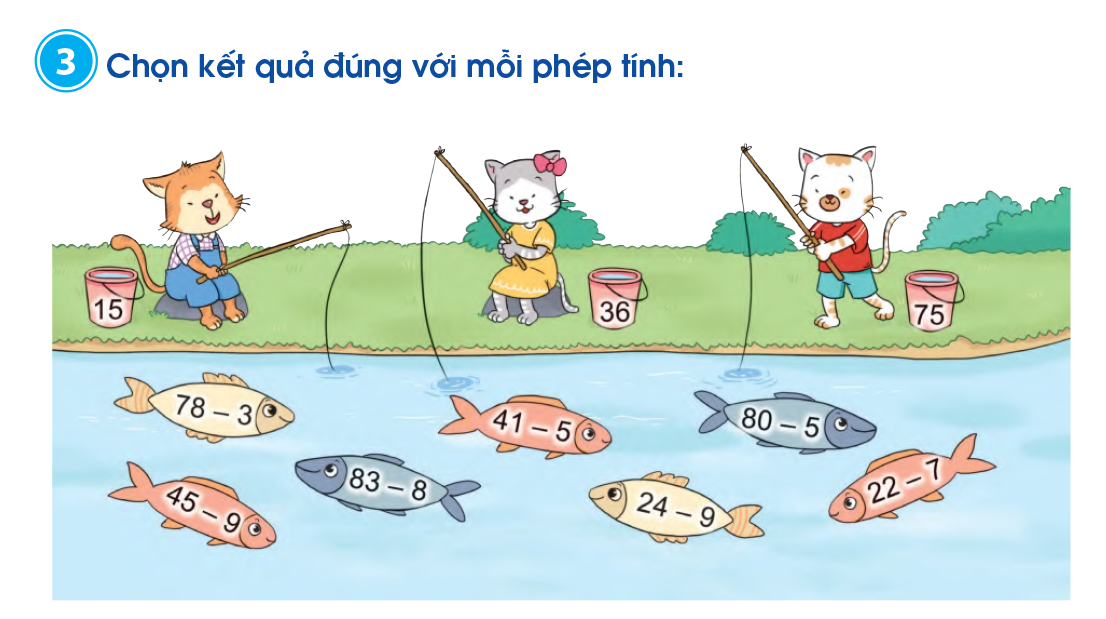 3 Chọn kết quả đúng với mỗi phép tính:
15
36
75
78 – 3
41 – 5
80 – 5
45 – 9
83 – 8
24 – 9
22 – 7